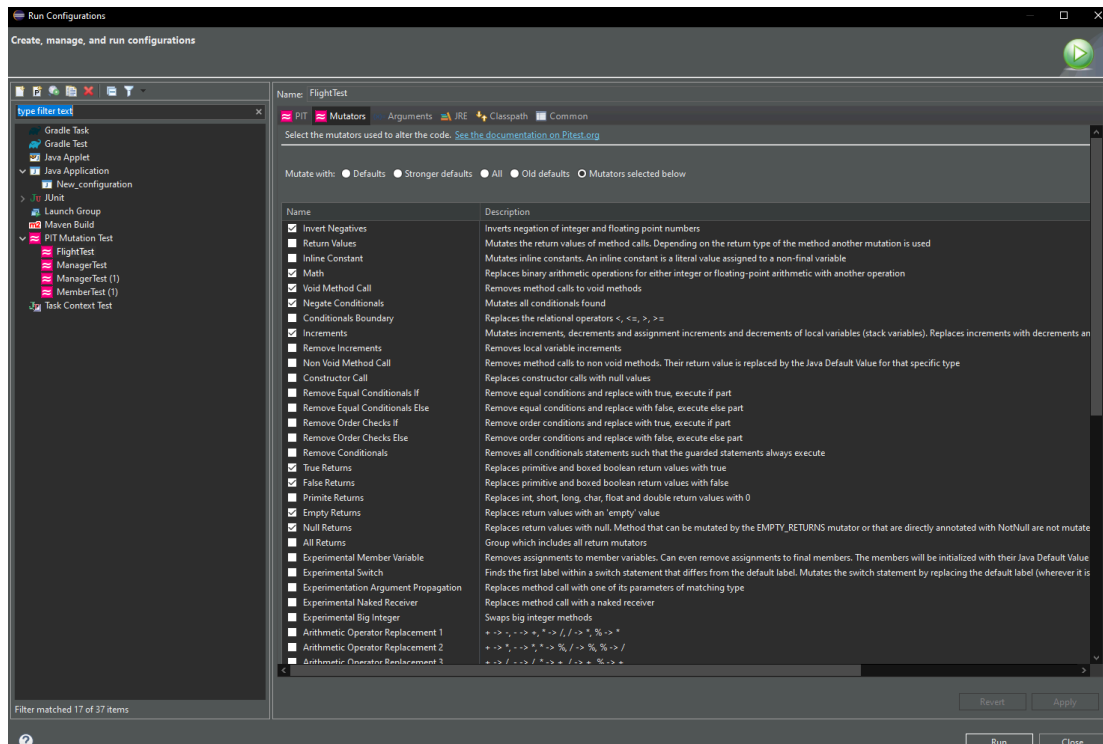 Run Configurations
Create, manage, and run configurations
type filter text
Gradle Task
Gradle Test
Java Applet
Java Application
New_configuration
JUnit
Launch Group
Maven Build
PIT Mutation Test
FlightTest
ManagerTest
ManagerTest (1)
MemberTest (1)
Task Context Test
Filter matched 17 of 37 items
Name: FlightTest
PIT Mutators Arguments JRE Classpath Common
Select the mutators used to alter the code. See the documentation on Pitest.org
Mutate with: Defaults Stronger defaults All Old defaults Mutators selected below
Name Description
Invert Negatives Inverts negation of integer and floating point numbers
Return Values Mutates the return values of method calls. Depending on the return type of the method another mutation is used
Inline Constant Mutates inline constants. An inline constant is a literal value assigned to a non-final variable
Math Replaces binary arithmetic operations for either integer or floating-point arithmetic with another operation
Void Method Call Removes method calls to void methods
Negate Conditionals Mutates all conditionals found
Conditionals Boundary Replaces the relational operators <, <=, >, >=
Increments Mutates increments, decrements and assignment increments and decrements of local variables (stack variables). Replaces increments with decrements an
Remove Increments Removes local variable increments
Non Void Method Call Removes method calls to non void methods. Their return value is replaced by the Java Default Value for that specific type
Constructor Call Replaces constructor calls with null values
Remove Equal Conditionals If Remove equal conditions and replace with true, execute if part
Remove Equal Conditionals Else Remove equal conditions and replace with false, execute else part
Remove Order Checks If Remove order conditions and replace with true, execute if part
Remove Order Checks Else Remove order conditions and replace with false, execute else part
Remove Conditionals Removes all conditionals statements such that the guarded statements always execute
True Returns Replaces primitive and boxed boolean return values with true
False Returns Replaces primitive and boxed boolean return values with false
Primite Returns Replaces int, short, long, char, float and double return values with 0
Empty Returns Replaces return values with an 'empty' value
Null Returns Replaces return values with null. Method that can be mutated by the EMPTY_RETURNS mutator or that are directly annotated with NotNull are not mutate
All Returns Group which includes all return mutators
Experimental Member Variable Removes assignments to member variables. Can even remove assignments to final members. The members will be initialized with their Java Default Value
Experimental Switch Finds the first label within a switch statement that differs from the default label. Mutates the switch statement by replacing the default label (wherever it is
Experimentation Argument Propagation Replaces method call with one of its parameters of matching type
Experimental Naked Receiver Replaces method call with a naked receiver
Experimental Big Integer Swaps big integer methods
Arithmetic Operator Replacement 1 + -> -, - -> +, * -> /, / -> *, % -> *
Arithmetic Operator Replacement 2 + -> *, - -> *, * -> %, / -> %, % -> /
Arithmetic Operator Replacement 3 + -> /, - -> /, * -> +, / -> +, % -> +
Revert Apply
Run Close